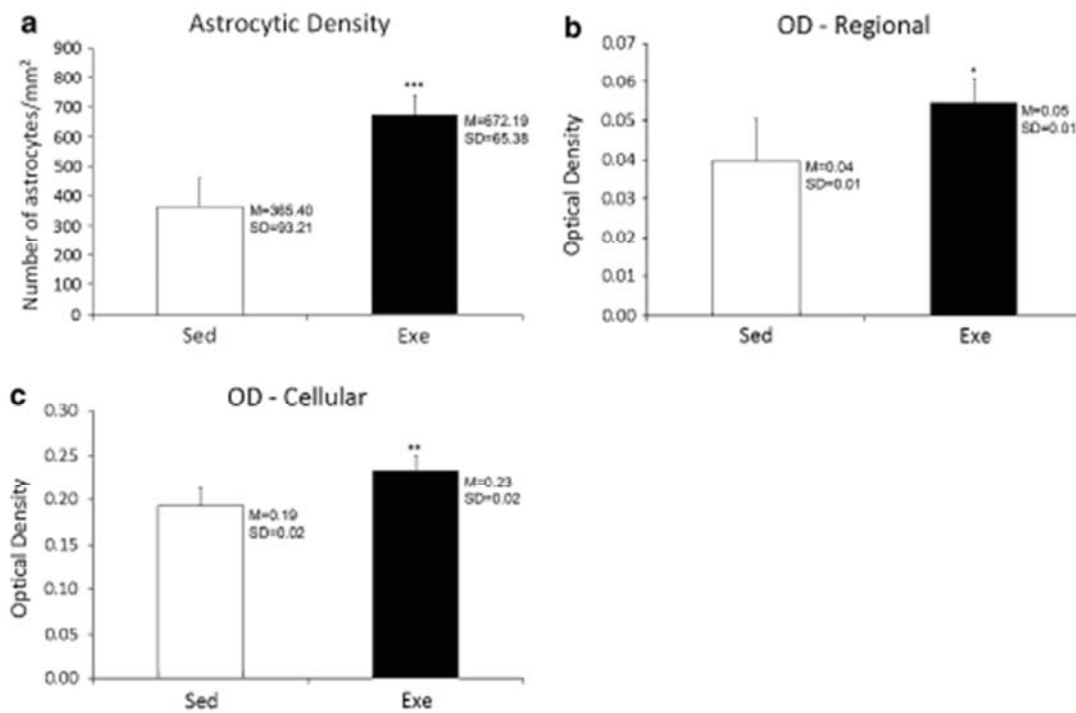 a
Astrocytic Density
Number of astrocytes/mm²
900
800
700
600
500
400
300
200
100
0
***
M=365.40
SD=93.21
M=672.19
SD=65.38
Sed
Exe
b
OD - Regional
Optical Density
0.07
0.06
0.05
0.04
0.03
0.02
0.01
0.00
*
M=0.04
SD=0.01
M=0.05
SD=0.01
Sed
Exe
c
OD - Cellular
Optical Density
0.30
0.25
0.20
0.15
0.10
0.05
0.00
**
M=0.19
SD=0.02
M=0.23
SD=0.02
Sed
Exe